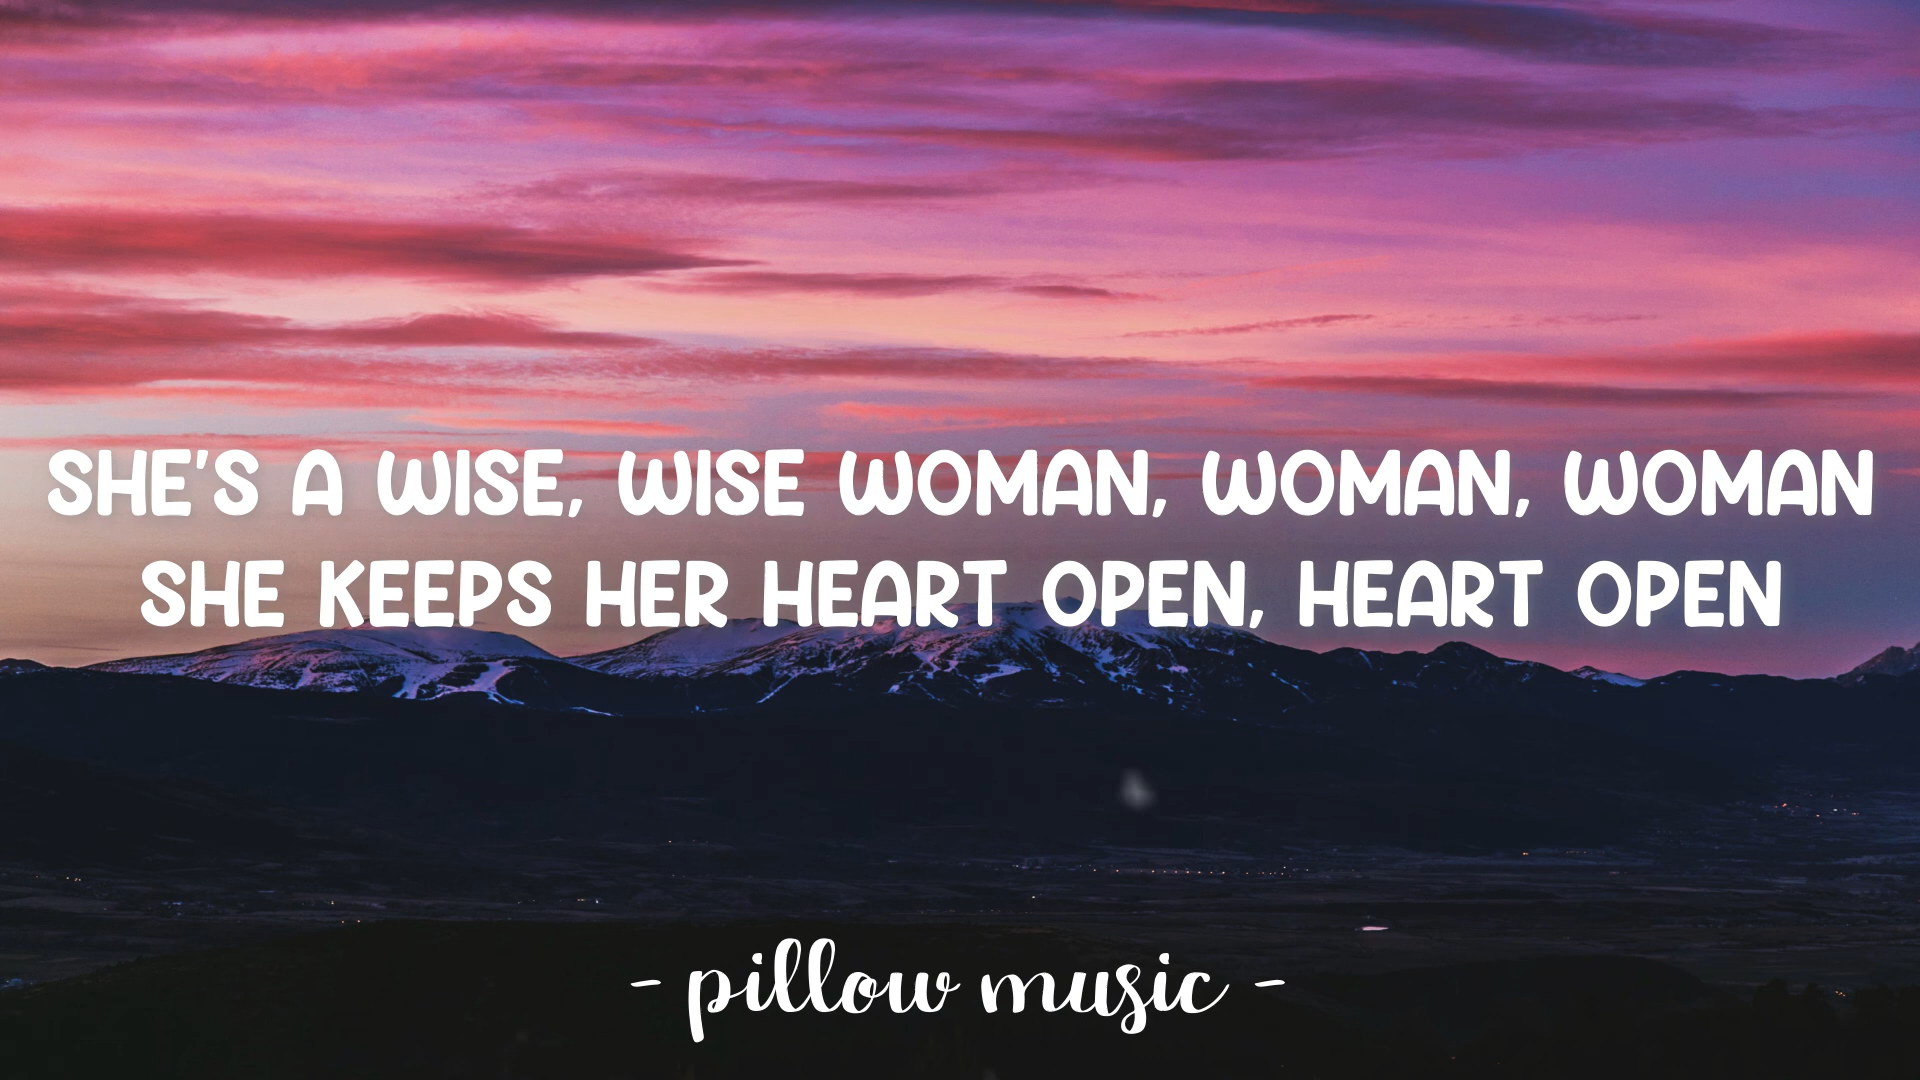 SHE'S A WISE, WISE WOMAN, WOMAN, WOMAN
SHE KEEPS HER HEART OPEN, HEART OPEN
- pillow music -